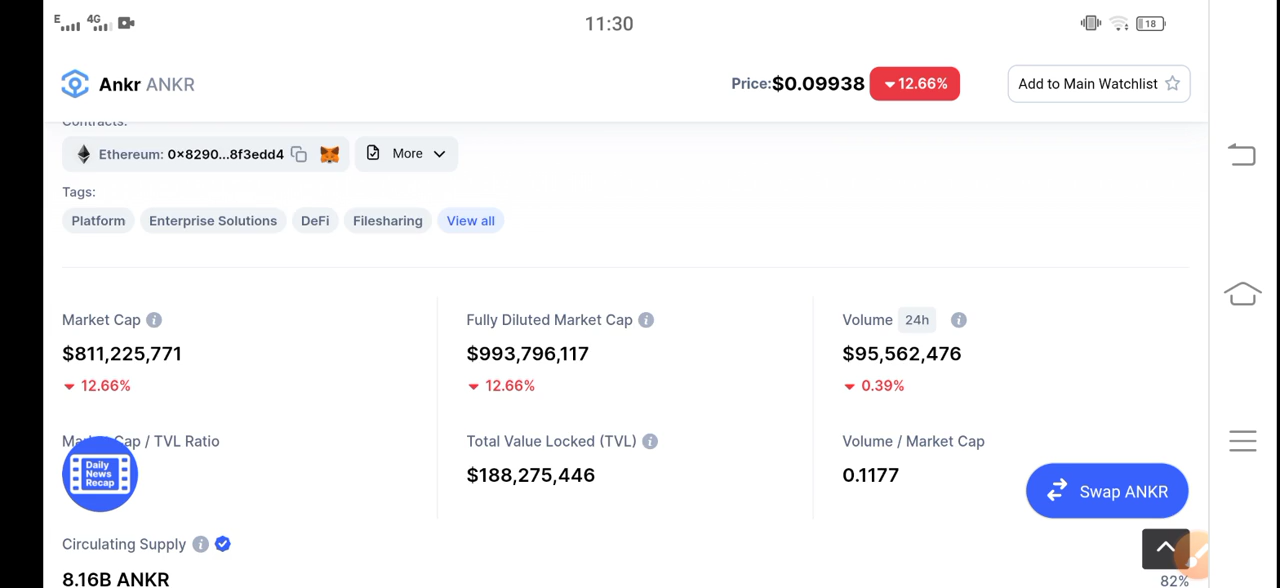 E 4G 11:30 18
Ankr ANKR Price:$0.09938 12.66% Add to Main Watchlist
Contracts:
Ethereum: 0x8290...8f3edd4 More
Tags:
Platform Enterprise Solutions DeFi Filesharing View all
Market Cap Fully Diluted Market Cap Volume 24h
$811,225,771 $993,796,117 $95,562,476
12.66% 12.66% 0.39%
Market Cap / TVL Ratio Total Value Locked (TVL) Volume / Market Cap
$188,275,446 0.1177
Daily
News
Recap
Swap ANKR
Circulating Supply
8.16B ANKR 82%